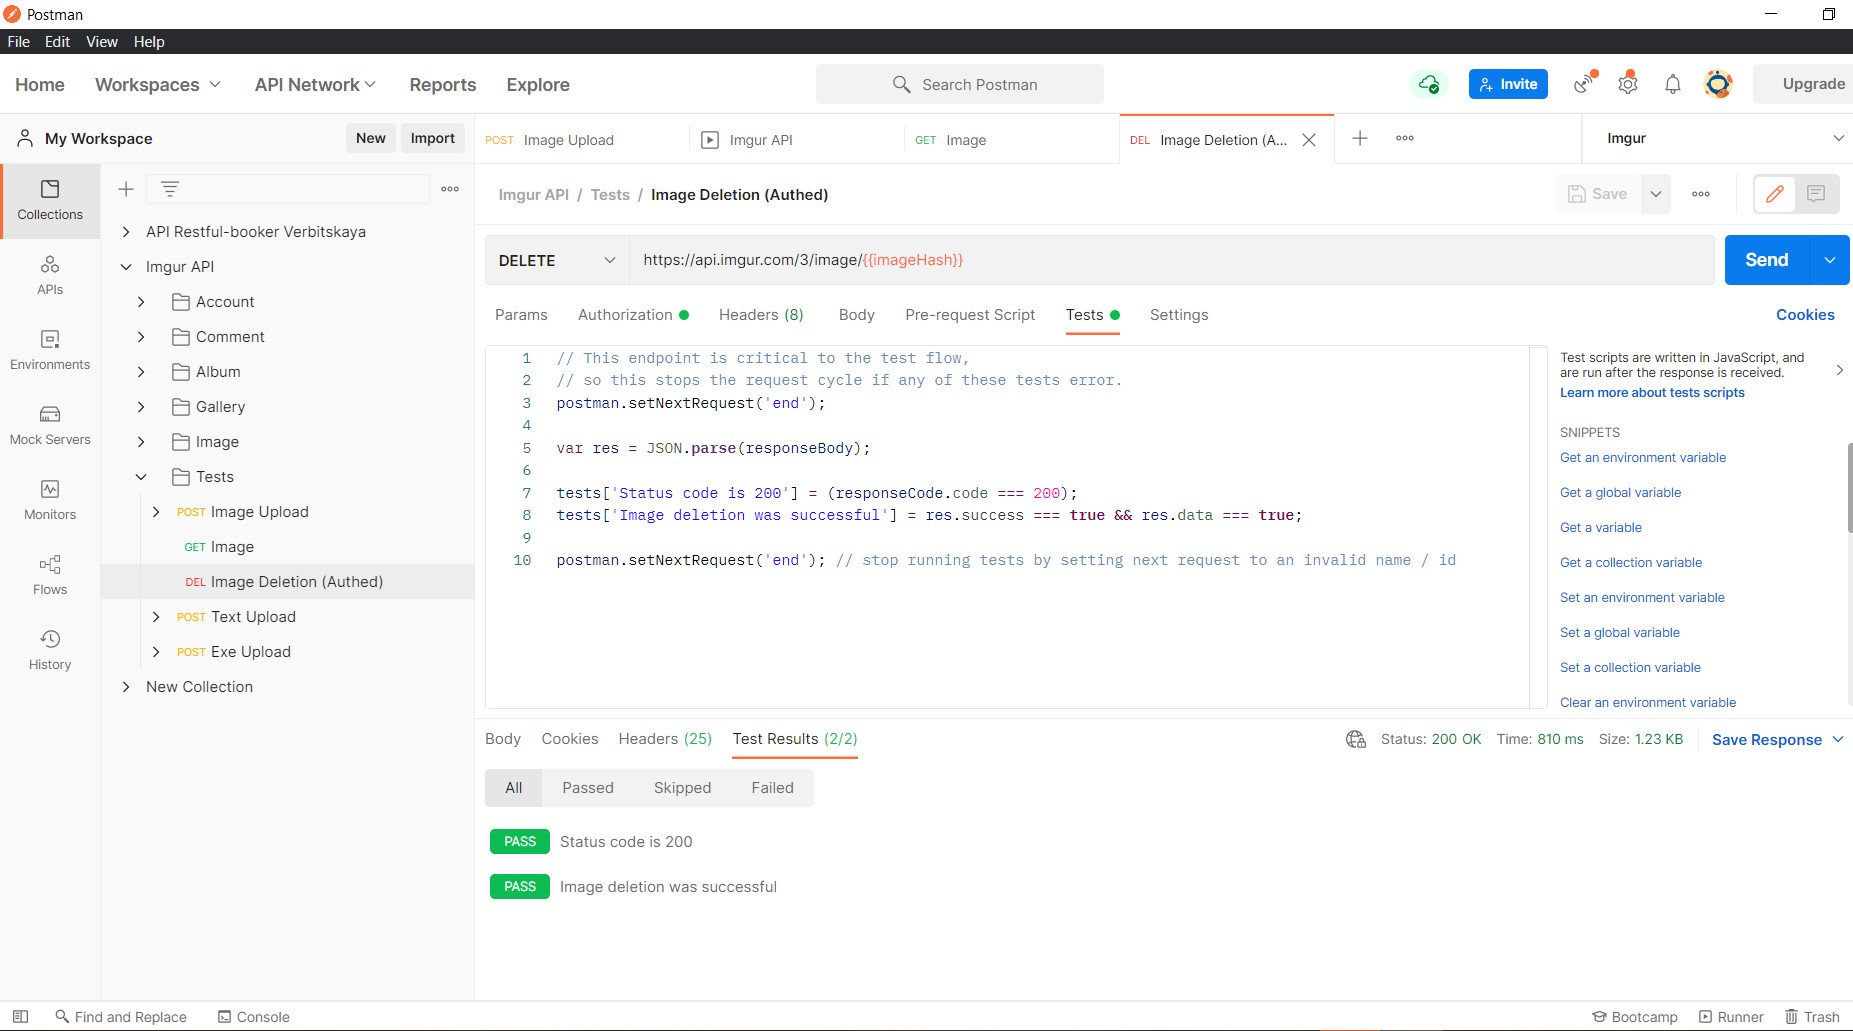 Postman
File Edit View Help
Home Workspaces API Network Reports Explore Search Postman Invite Upgrade
My Workspace New Import
POST Image Upload Imgur API GET Image DEL Image Deletion (A... Imgur
Imgur API / Tests / Image Deletion (Authed) Save
Collections
APIs
Environments
Mock Servers
Monitors
Flows
History
API Restful-booker Verbitskaya
Imgur API
Account
Comment
Album
Gallery
Image
Tests
POST Image Upload
GET Image
DEL Image Deletion (Authed)
POST Text Upload
POST Exe Upload
New Collection
DELETE https://api.imgur.com/3/image/{{imageHash}} Send
Params Authorization Headers (8) Body Pre-request Script Tests Settings Cookies
1 // This endpoint is critical to the test flow,
2 // so this stops the request cycle if any of these tests error.
3 postman.setNextRequest('end');
4
5 var res = JSON.parse(responseBody);
6
7 tests['Status code is 200'] = (responseCode.code === 200);
8 tests['Image deletion was successful'] = res.success === true && res.data === true;
9
10 postman.setNextRequest('end'); // stop running tests by setting next request to an invalid name / id
Test scripts are written in JavaScript, and
are run after the response is received.
Learn more about tests scripts
SNIPPETS
Get an environment variable
Get a global variable
Get a variable
Get a collection variable
Set an environment variable
Set a global variable
Set a collection variable
Clear an environment variable
Body Cookies Headers (25) Test Results (2/2) Status: 200 OK Time: 810 ms Size: 1.23 KB Save Response
All Passed Skipped Failed
PASS Status code is 200
PASS Image deletion was successful
Find and Replace Console Bootcamp Runner Trash